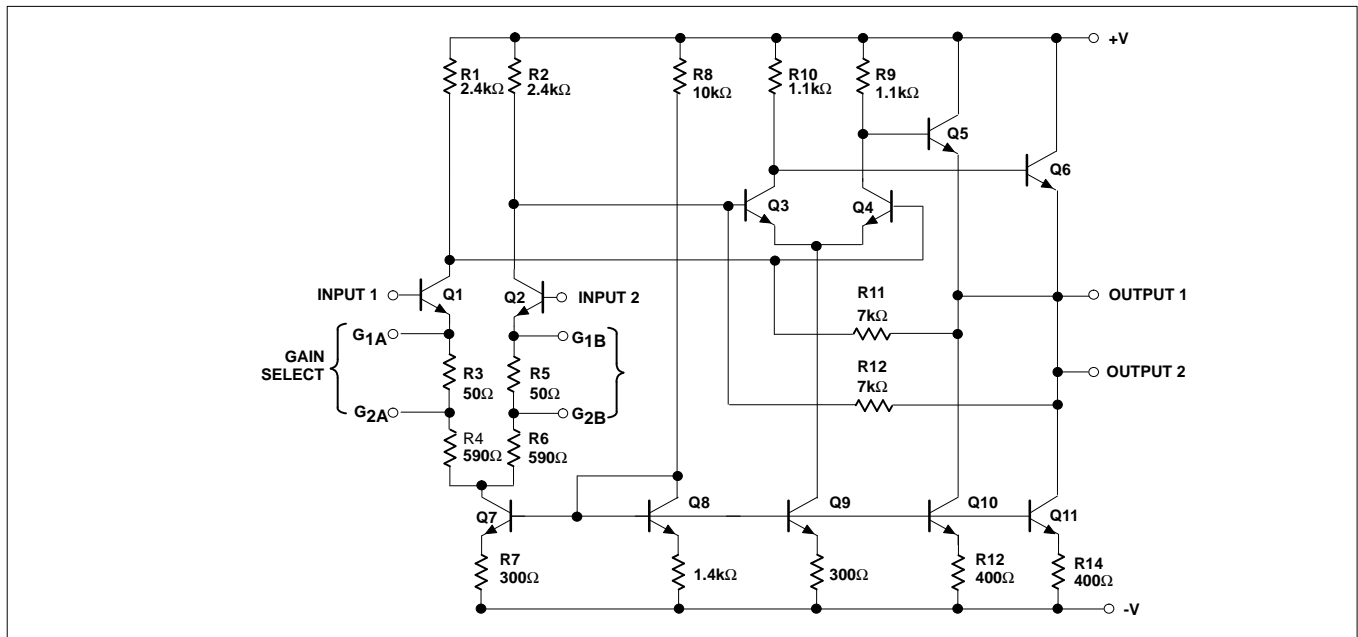 +V
R1
2.4kΩ
R2
2.4kΩ
R8
10kΩ
R10
1.1kΩ
R9
1.1kΩ
Q5
Q6
Q3
Q4
INPUT 1
Q1
Q2
INPUT 2
R11
7kΩ
OUTPUT 1
G1A
G1B
GAIN
SELECT
R3
50Ω
R5
50Ω
R12
7kΩ
OUTPUT 2
G2A
G2B
R4
590Ω
R6
590Ω
Q7
Q8
Q9
Q10
Q11
R7
300Ω
1.4kΩ
300Ω
R12
400Ω
R14
400Ω
-V